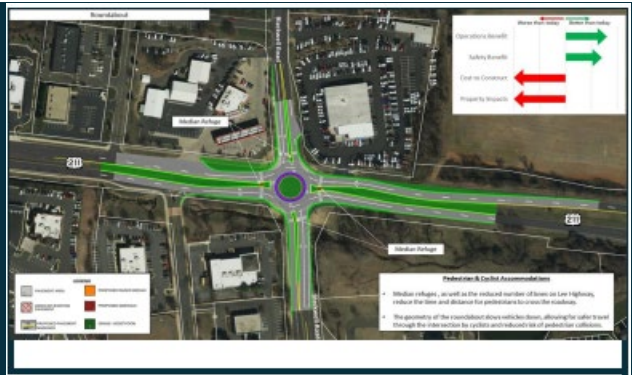 Roundabout
Worse than today
Better than today
Operations Benefit
Safety Benefit
Cost to Construct
Property Impacts
Median Refuge
211
211
Median Refuge
LEGEND
Pedestrian & Cyclist Accommodations
Median refuges, as well as the reduced number of lanes on Lee Highway,
reduce the time and distance for pedestrians to cross the roadway.
The geometry of the roundabout slows vehicles down, allowing for safer travel
through the intersection by cyclists and reduced risk of pedestrian collisions.